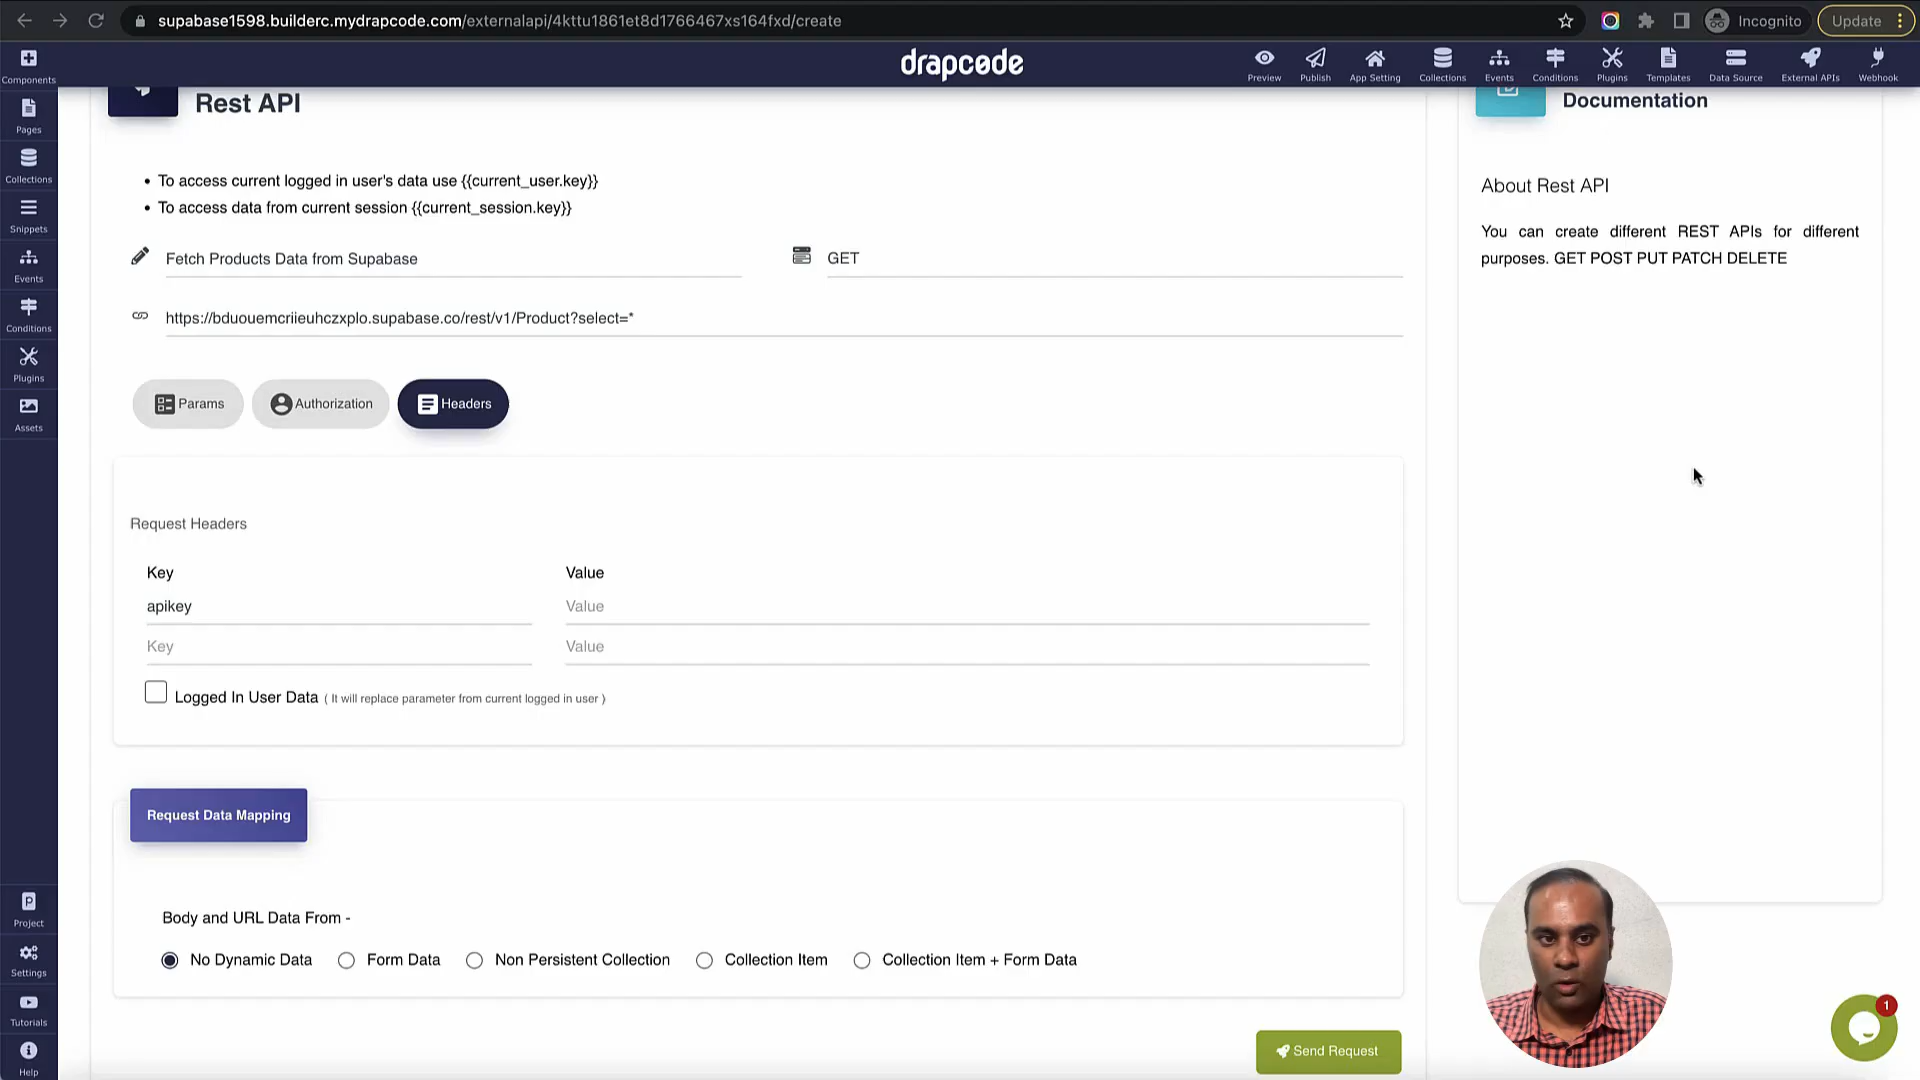 supabase1598.builderc.mydrapcode.com/externalapi/4kttu1861et8d1766467xs164fxd/create
Incognito
Update
Components
drapcode
Preview
Publish
App Setting
Collections
Events
Conditions
Plugins
Templates
Data Source
External APIs
Webhook
Pages
Collections
Snippets
Events
Conditions
Plugins
Assets
Project
Settings
Tutorials
Help
Rest API
• To access current logged in user's data use {{current_user.key}}
• To access data from current session {{current_session.key}}
Fetch Products Data from Supabase
GET
https://bduouemcriieuhczxplo.supabase.co/rest/v1/Product?select=*
Params
Authorization
Headers
Request Headers
Key
Value
apikey
Value
Key
Value
Logged In User Data ( It will replace parameter from current logged in user )
Request Data Mapping
Body and URL Data From -
No Dynamic Data
Form Data
Non Persistent Collection
Collection Item
Collection Item + Form Data
Send Request
Documentation
About Rest API
You can create different REST APIs for different
purposes. GET POST PUT PATCH DELETE
1